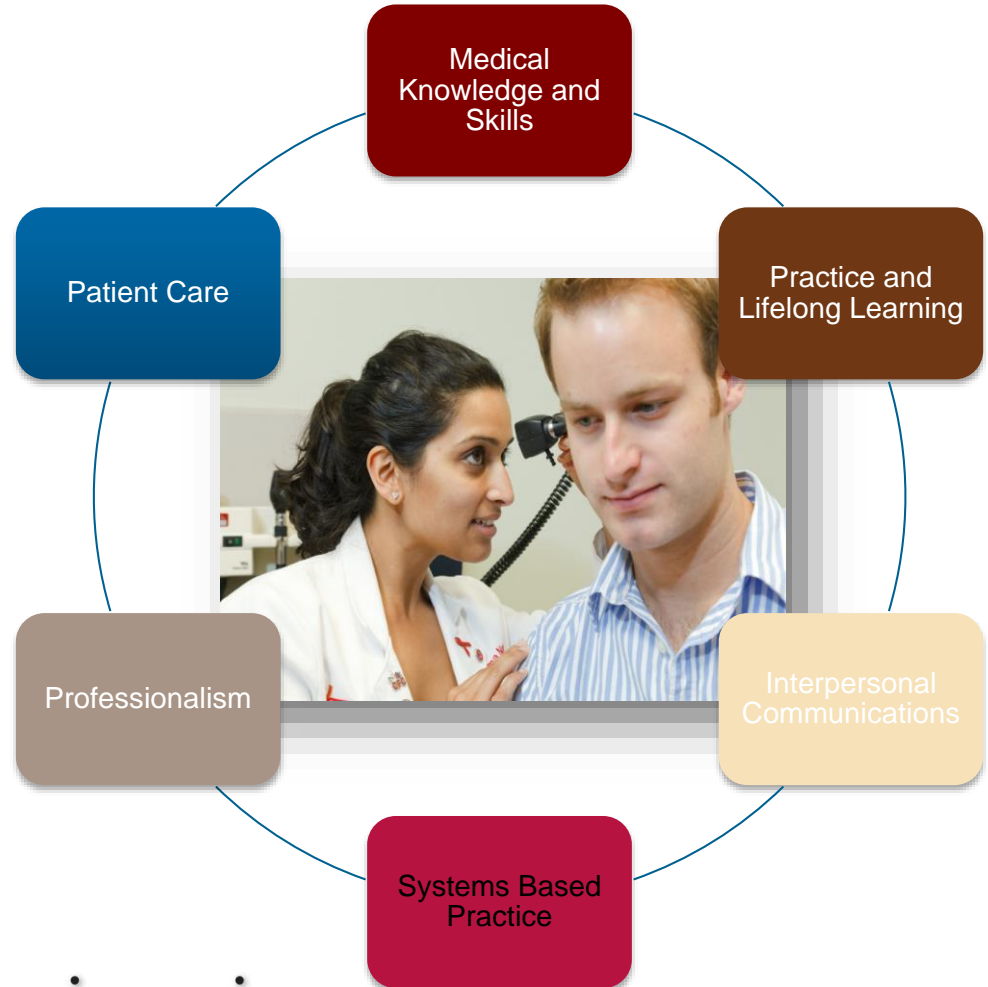 Medical
Knowledge and
Skills
Patient Care
Practice and
Lifelong Learning
Professionalism
Interpersonal
Communications
Systems Based
Practice